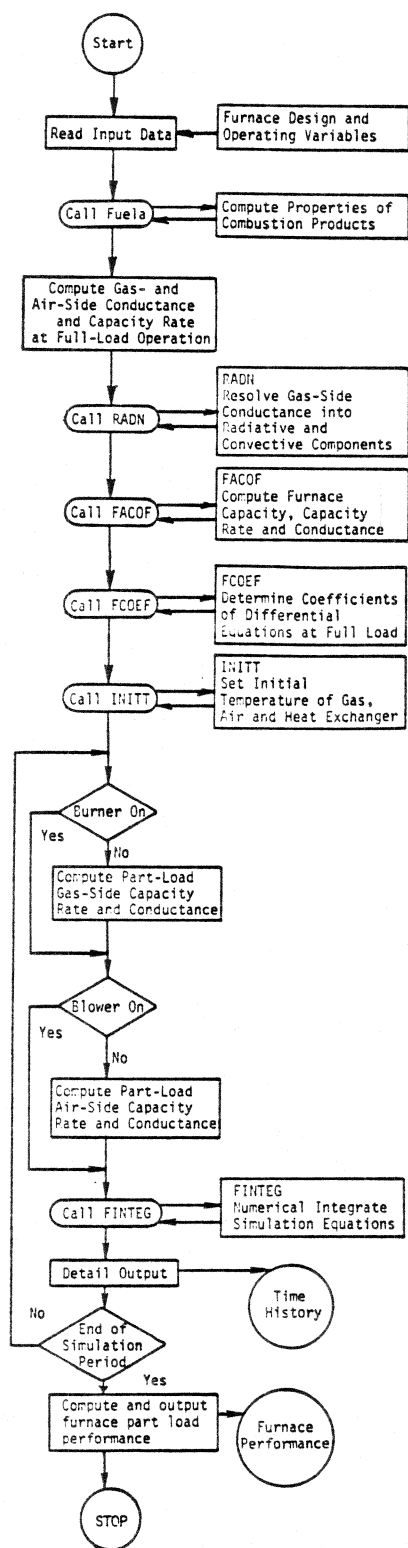 Start
Read Input Data
Furnace Design and
Operating Variables
Call Fuela
Compute Properties of
Combustion Products
Compute Gas- and
Air-Side Conductance
and Capacity Rate
at Full-Load Operation
Call RADN
RADN
Resolve Gas-Side
Conductance into
Radiative and
Convective Components
Call FACOF
FACOF
Compute Furnace
Capacity, Capacity
Rate and Conductance
Call FCOEF
FCOEF
Determine Coefficients
of Differential
Equations at Full Load
Call INITT
INITT
Set Initial
Temperature of Gas,
Air and Heat Exchanger
Burner On
Yes
No
Compute Part-Load
Gas-Side Capacity
Rate and Conductance
Blower On
Yes
No
Compute Part-Load
Air-Side Capacity
Rate and Conductance
Call FINTEG
FINTEG
Numerical Integrate
Simulation Equations
Detail Output
Time
History
No
End of
Simulation
Period
Yes
Compute and output
furnace part load
performance
Furnace
Performance
STOP